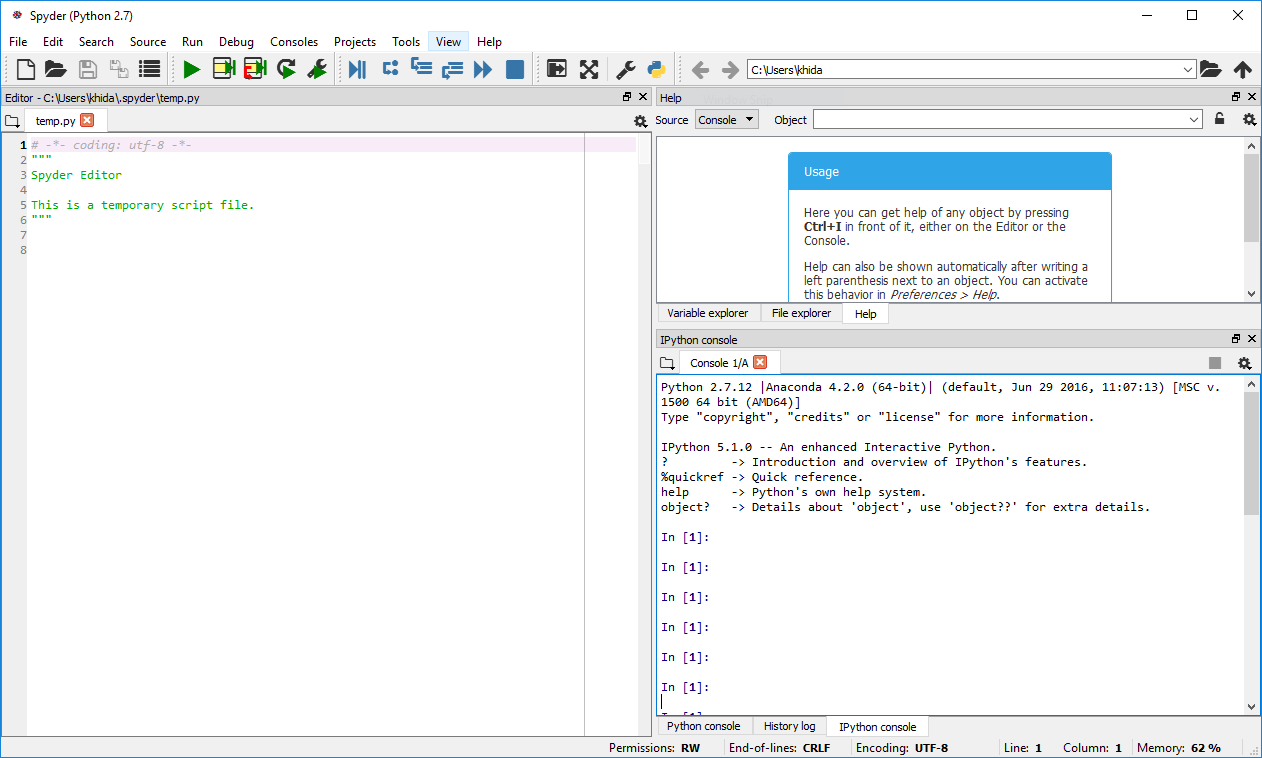 Spyder (Python 2.7)
File Edit Search Source Run Debug Consoles Projects Tools View Help
C:\Users\khida
Editor - C:\Users\khida\.spyder\temp.py
temp.py
1 # -*- coding: utf-8 -*-
2 """
3 Spyder Editor
4
5 This is a temporary script file.
6 """
7
8
Help
Source Console Object
Usage
Here you can get help of any object by pressing
Ctrl+I in front of it, either on the Editor or the
Console.
Help can also be shown automatically after writing a
left parenthesis next to an object. You can activate
this behavior in Preferences > Help.
Variable explorer File explorer Help
IPython console
Console 1/A
Python 2.7.12 |Anaconda 4.2.0 (64-bit)| (default, Jun 29 2016, 11:07:13) [MSC v.
1500 64 bit (AMD64)]
Type "copyright", "credits" or "license" for more information.
IPython 5.1.0 -- An enhanced Interactive Python.
?         -> Introduction and overview of IPython's features.
%quickref -> Quick reference.
help      -> Python's own help system.
object?   -> Details about 'object', use 'object??' for extra details.
In [1]:
In [1]:
In [1]:
In [1]:
In [1]:
In [1]:
In [1]:
Python console History log IPython console
Permissions: RW End-of-lines: CRLF Encoding: UTF-8 Line: 1 Column: 1 Memory: 62 %